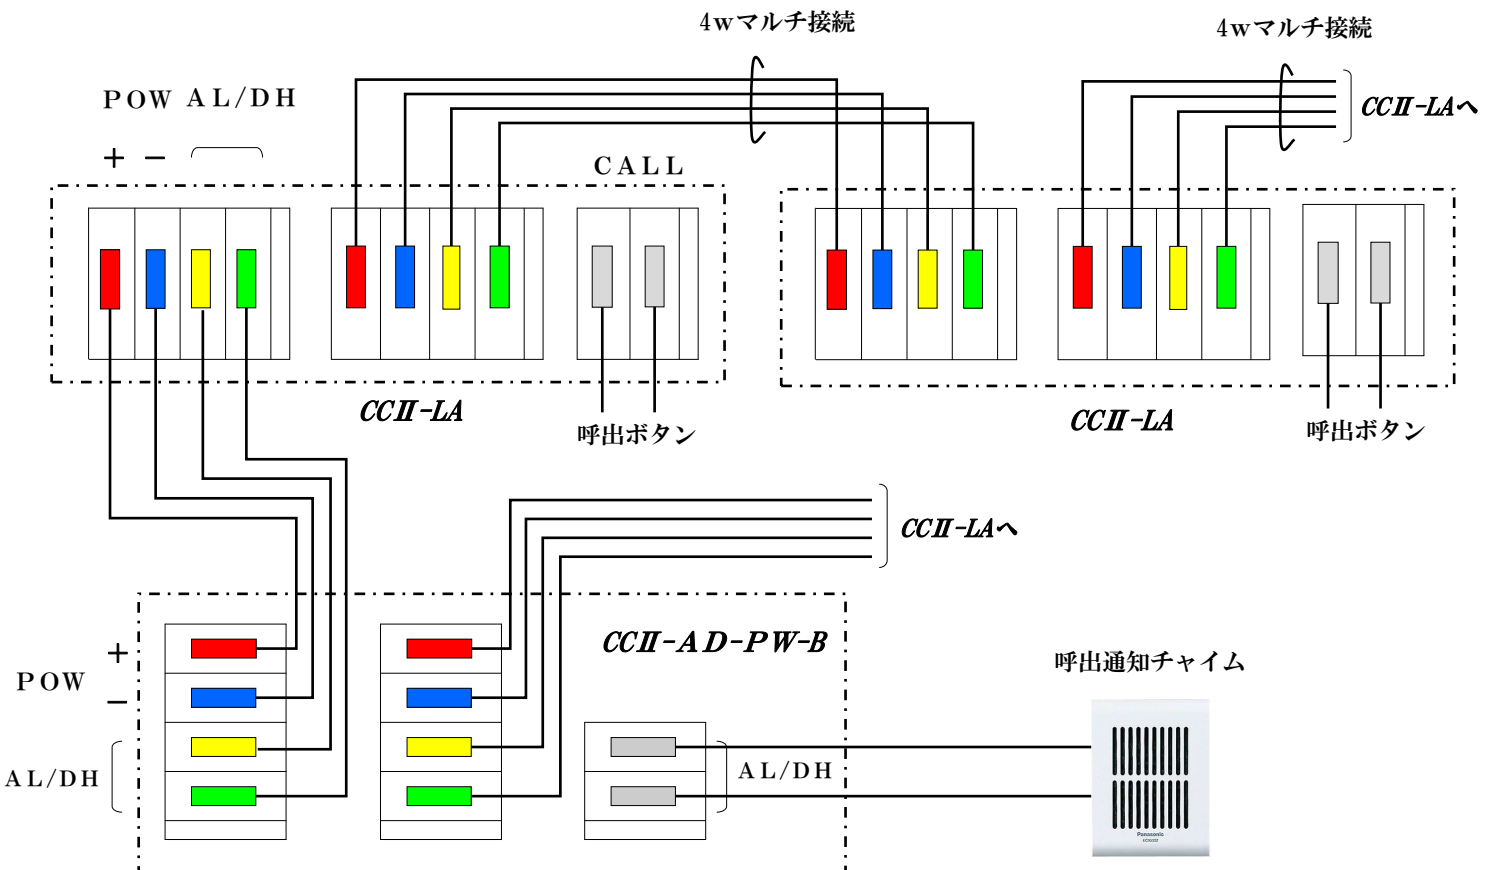 4wマルチ接続
4wマルチ接続
POW AL/DH
CCⅡ-LAへ
+ −
CALL
CCⅡ-LA
呼出ボタン
CCⅡ-LA
呼出ボタン
CCⅡ-LAへ
CCⅡ-AD-PW-B
+
POW
−
AL/DH
AL/DH
呼出通知チャイム
Panasonic